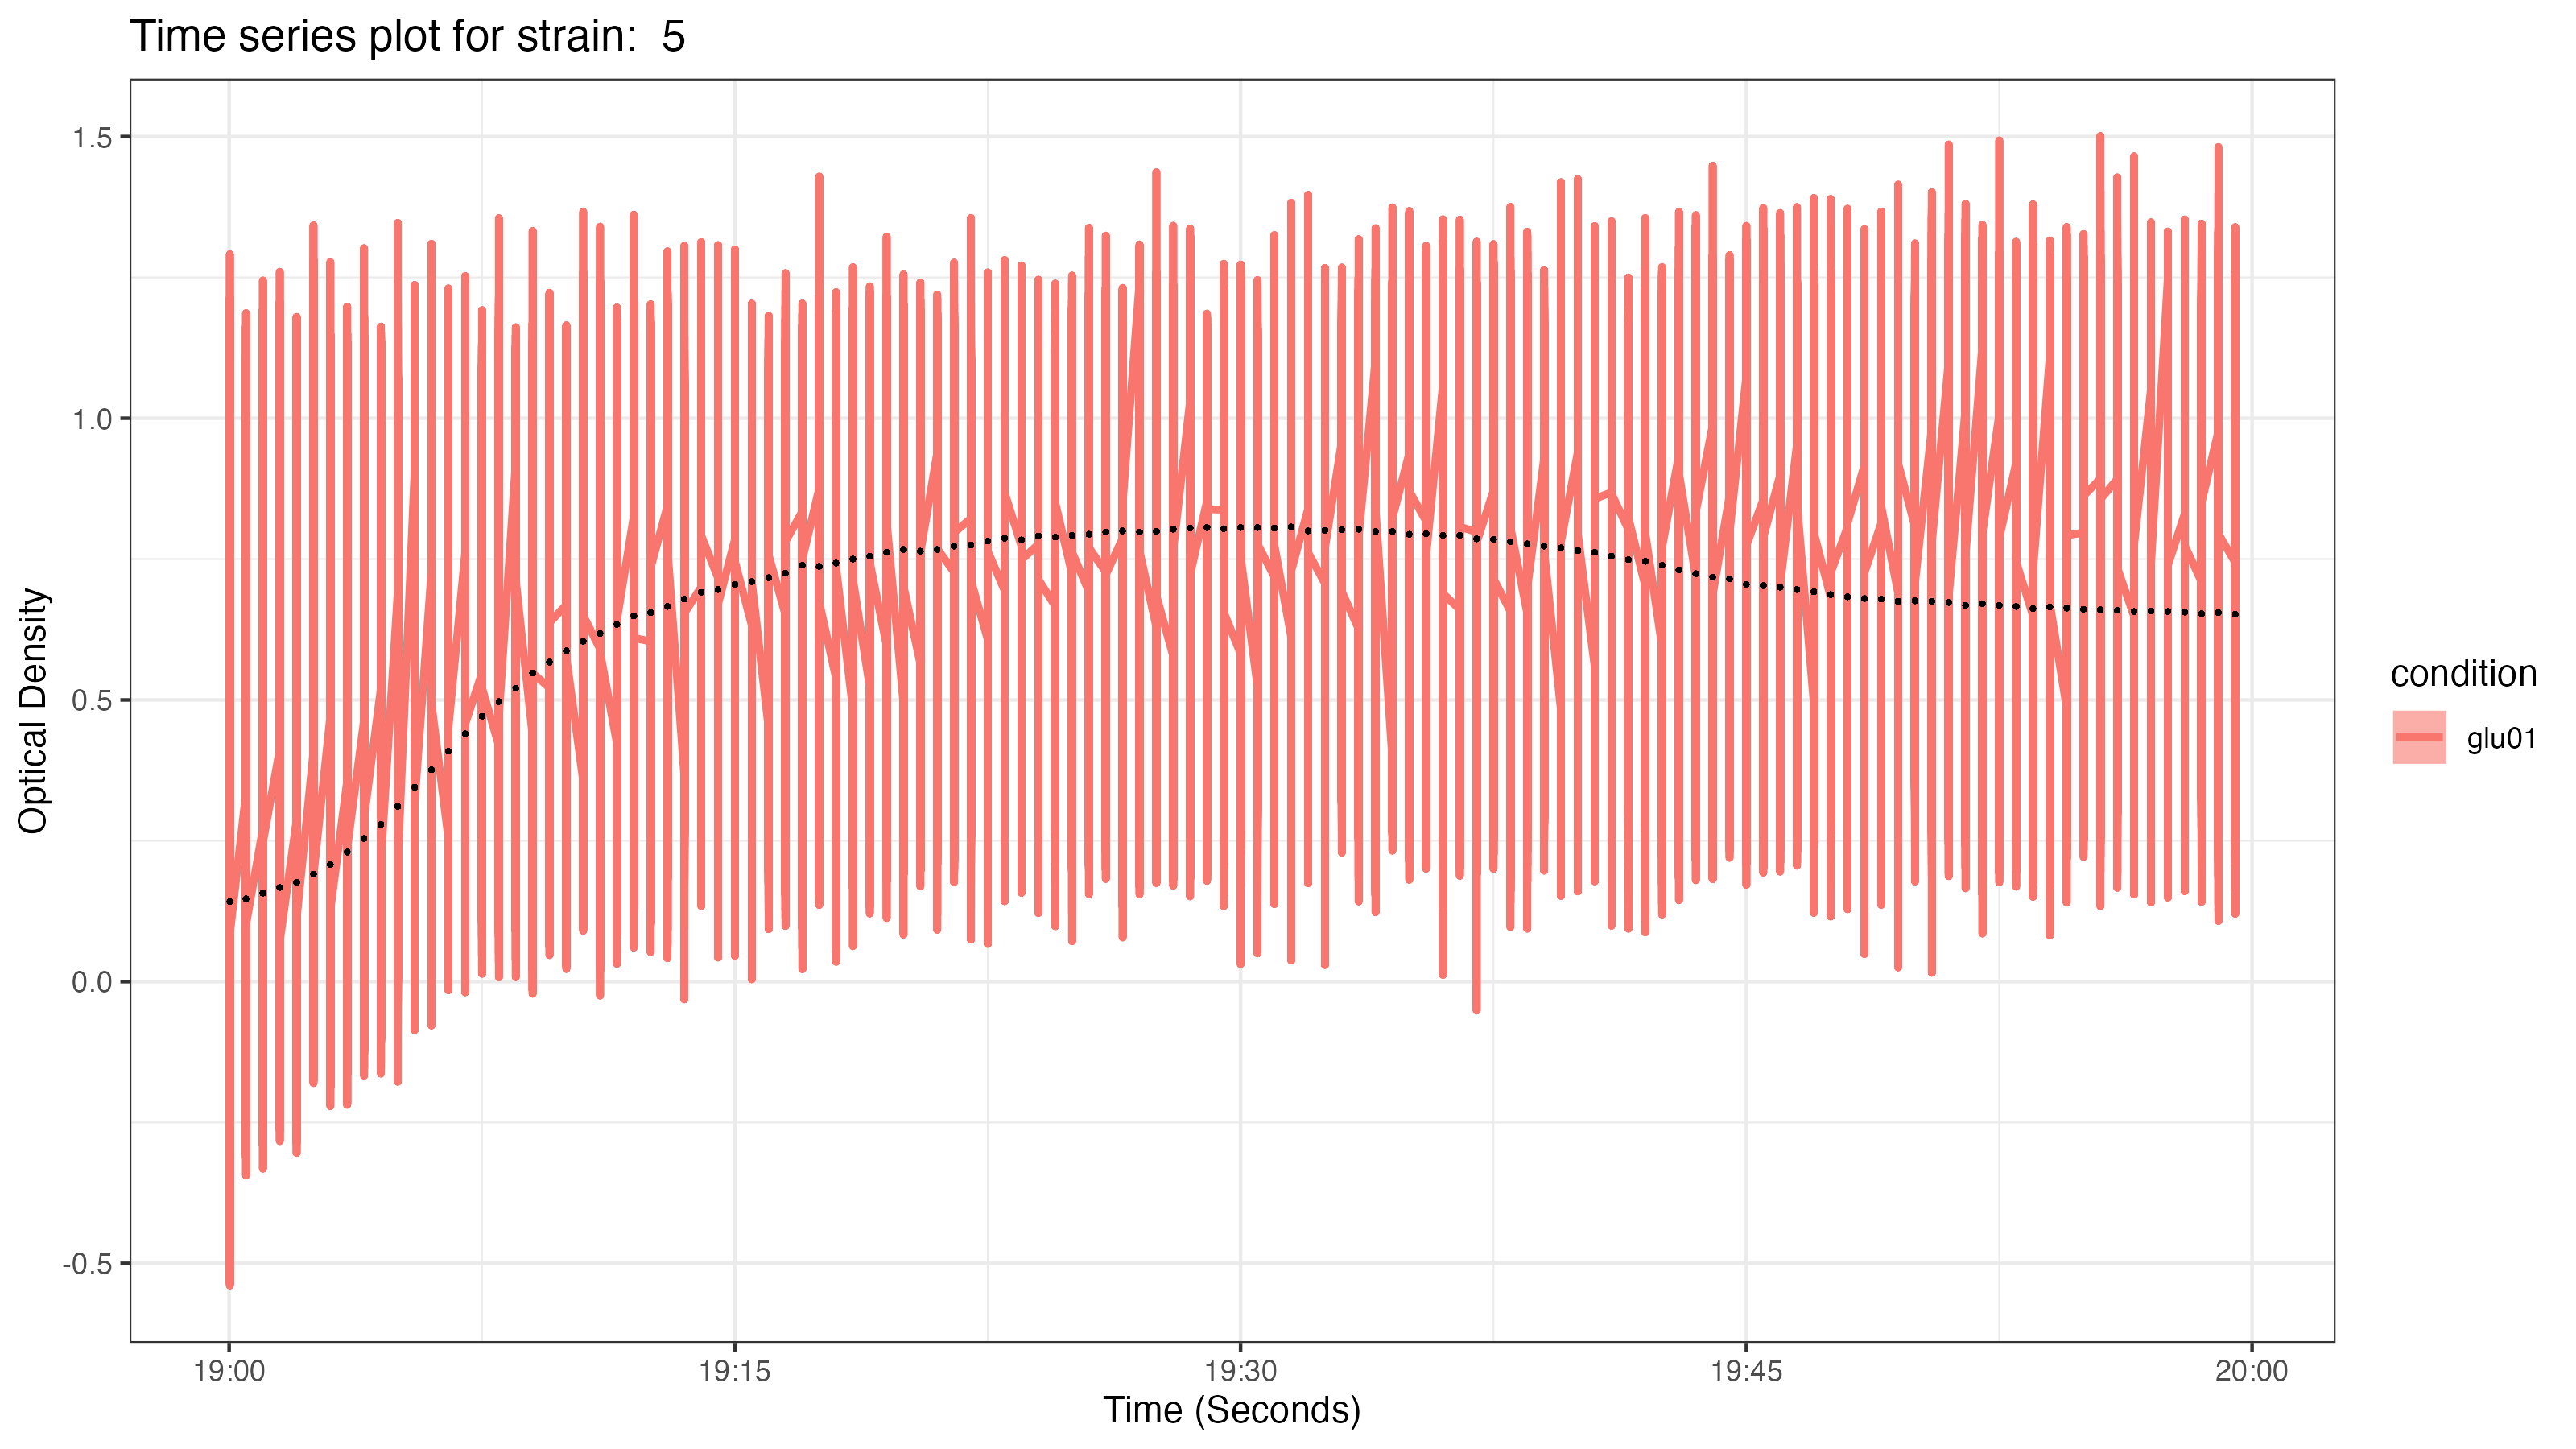 Time series plot for strain:  5
Optical Density
1.5
1.0
0.5
0.0
-0.5
19:00 19:15 19:30 19:45 20:00
Time (Seconds)
condition
glu01